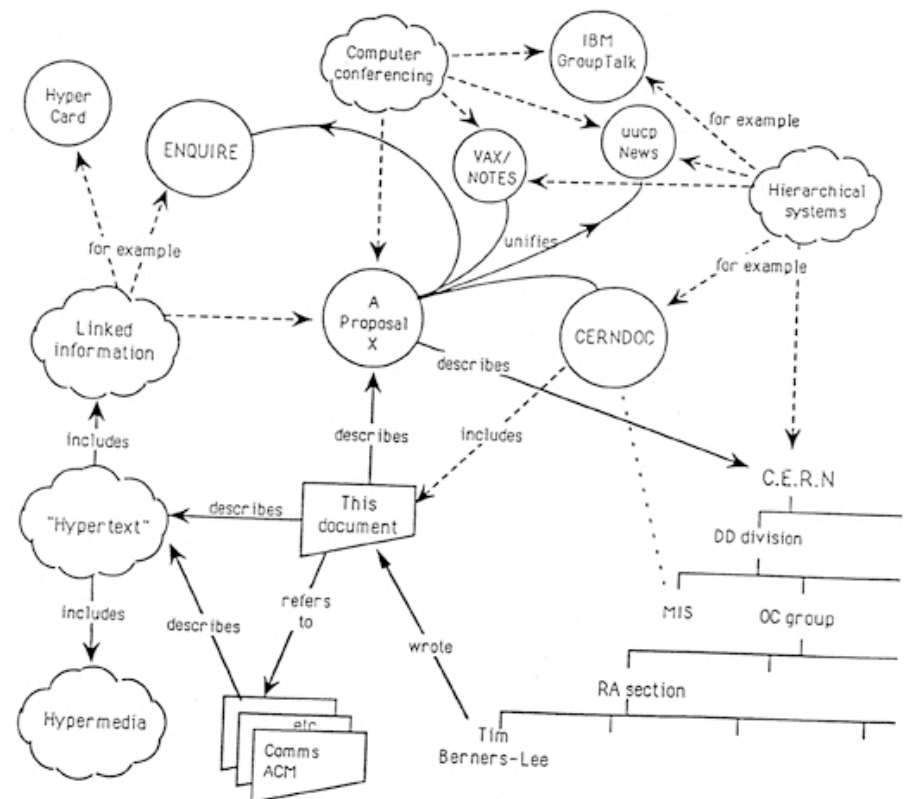 IBM
GroupTalk
Computer
conferencing
Hyper
Card
for example
uucp
News
ENQUIRE
VAX/
NOTES
Hierarchical
systems
unifies
for example
for example
A
Proposal
X
Linked
information
CERNDOC
describes
includes
describes
includes
C.E.R.N
This
document
describes
"Hypertext"
DD division
includes
refers
to
describes
MIS
OC group
wrote
RA section
Hypermedia
etc
Tim
Berners-Lee
Comms
ACM